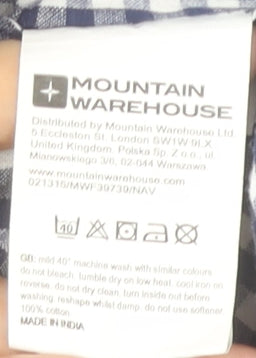 MOUNTAIN
WAREHOUSE
Distributed by Mountain Warehouse Ltd.
5 Eccleston St. London SW1W 9LX
United Kingdom. Polska Sp. Z o.o., ul.
Mianowskiego 3/6, 02-044 Warszawa
www.mountainwarehouse.com
021315/MWF39739/NAV
40
GB: mild 40° machine wash with similar colours
do not bleach, tumble dry on low heat, cool iron on
reverse, do not dry clean, turn inside out before
washing, reshape whilst damp, do not use softener
100% cotton
MADE IN INDIA